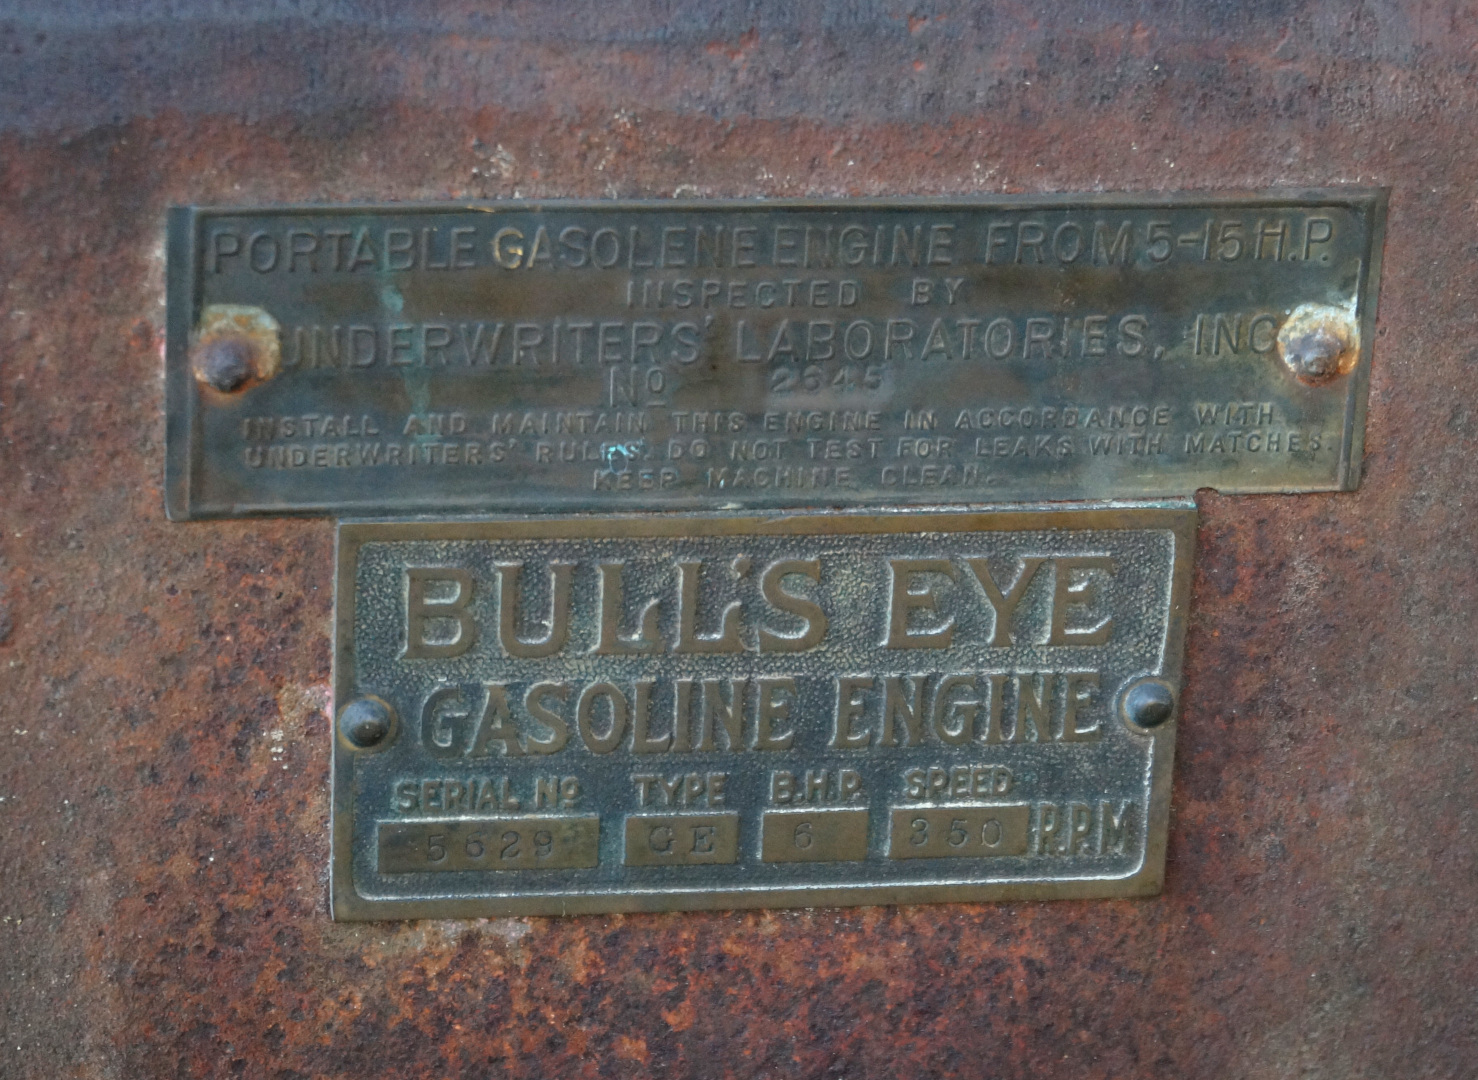 PORTABLE GASOLENE ENGINE FROM 5-15 H.P.
INSPECTED BY
UNDERWRITERS' LABORATORIES, INC.
Nº 2645
INSTALL AND MAINTAIN THIS ENGINE IN ACCORDANCE WITH
UNDERWRITERS' RULES. DO NOT TEST FOR LEAKS WITH MATCHES.
KEEP MACHINE CLEAN.
BULL'S EYE
GASOLINE ENGINE
SERIAL Nº TYPE B.H.P. SPEED
5629 GE 6 350 R.P.M